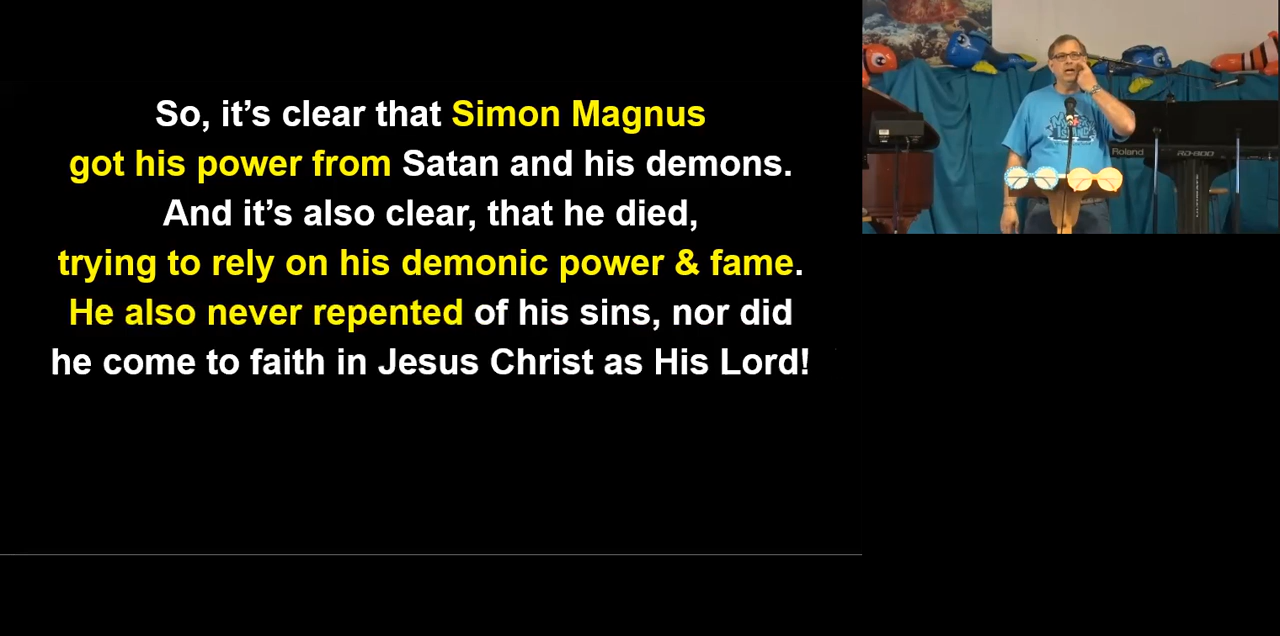 So, it's clear that Simon Magnus
got his power from Satan and his demons.
And it's also clear, that he died,
trying to rely on his demonic power & fame.
He also never repented of his sins, nor did
he come to faith in Jesus Christ as His Lord!
Roland
RD-800